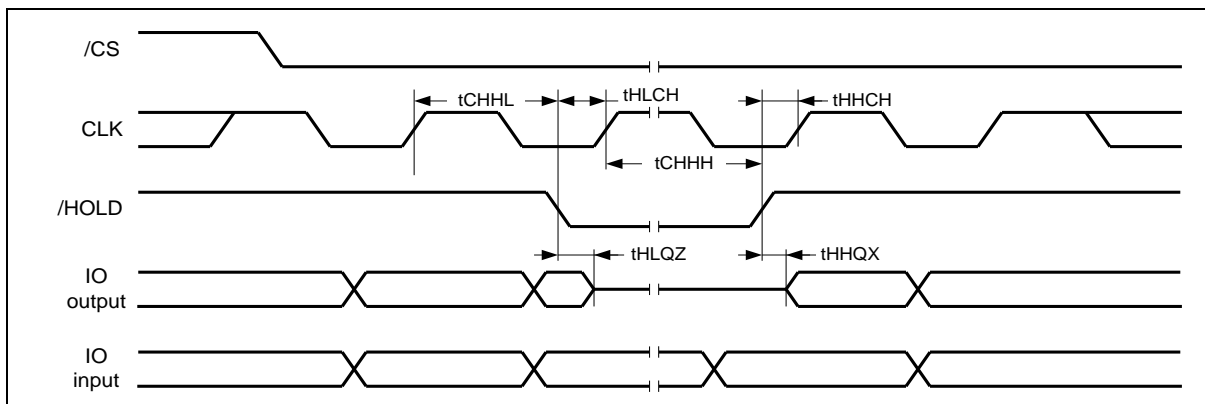 /CS
tCHHL
tHLCH
tHHCH
CLK
tCHHH
/HOLD
tHLQZ
tHHQX
IO
output
IO
input